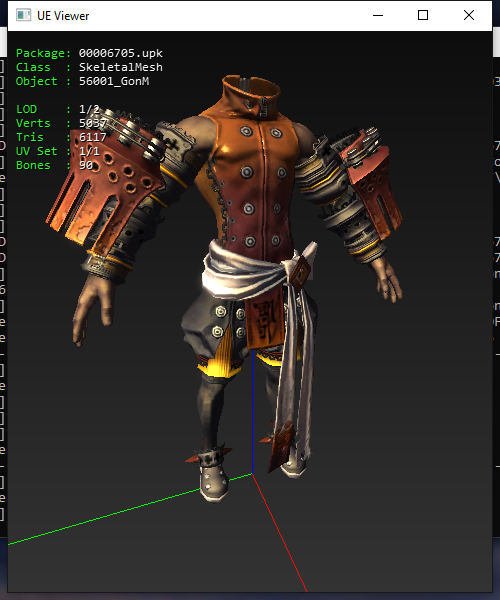 UE Viewer
Package: 00006705.upk
Class : SkeletalMesh
Object : 56001_GonM
LOD : 1/2
Verts : 5037
Tris : 6117
UV Set : 1/1
Bones : 90